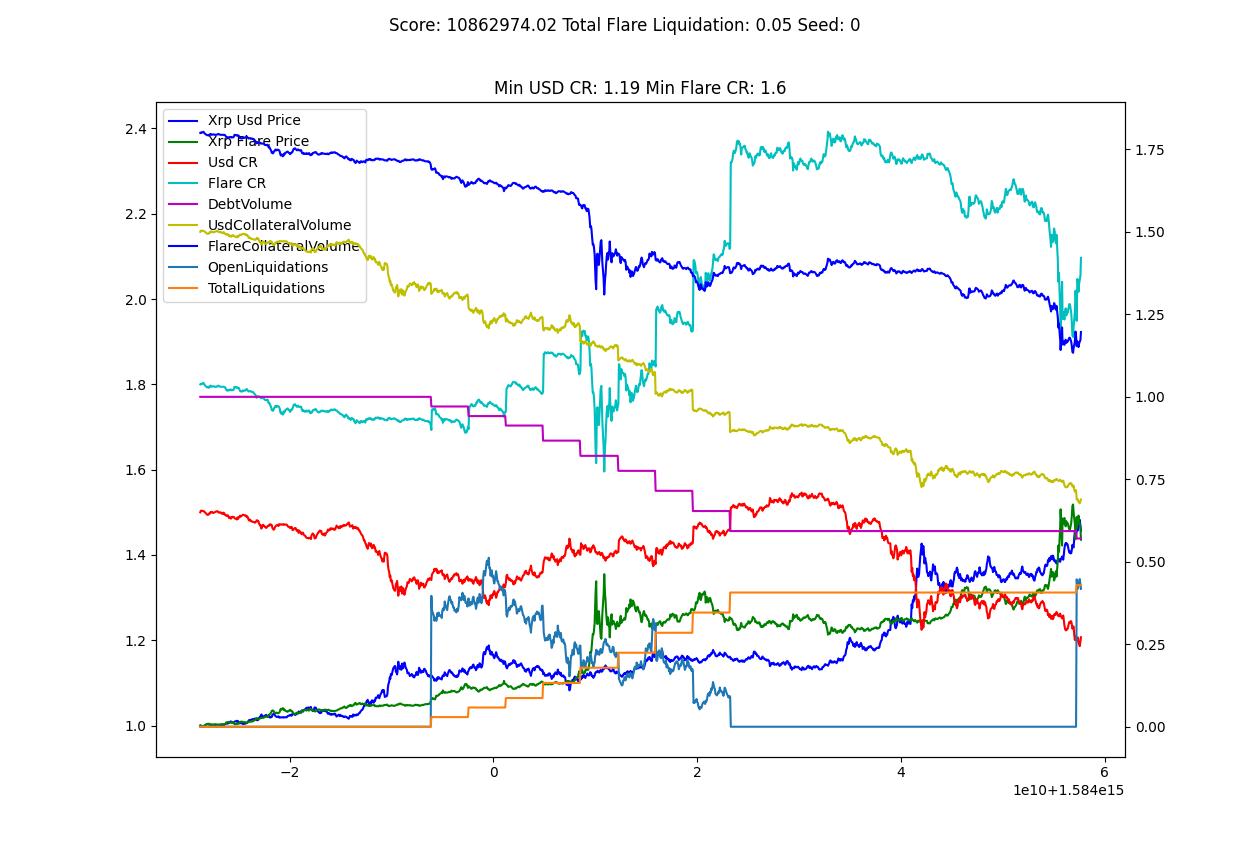 Score: 10862974.02 Total Flare Liquidation: 0.05 Seed: 0
Min USD CR: 1.19 Min Flare CR: 1.6
Xrp Usd Price
Xrp Flare Price
Usd CR
Flare CR
DebtVolume
UsdCollateralVolume
FlareCollateralVolume
OpenLiquidations
TotalLiquidations
2.4
2.2
2.0
1.8
1.6
1.4
1.2
1.0
1.75
1.50
1.25
1.00
0.75
0.50
0.25
0.00
−2
0
2
4
6
1e10+1.584e15